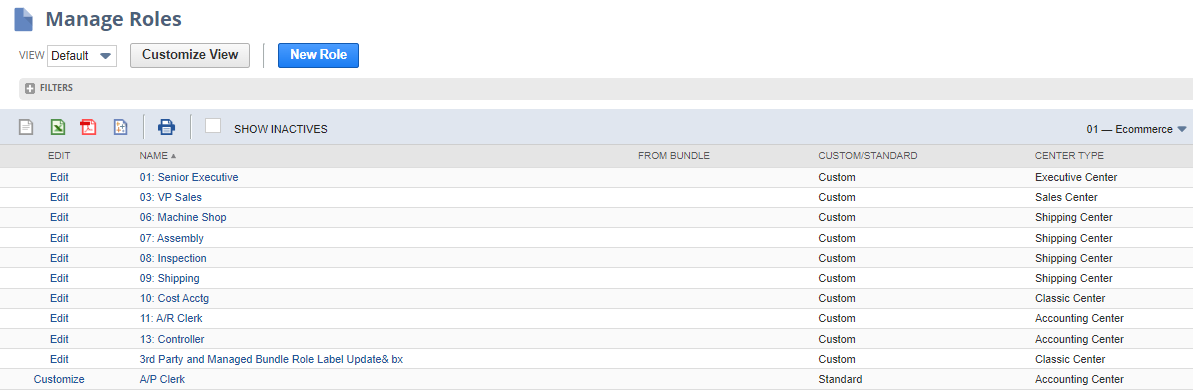 Manage Roles
VIEW Default Customize View New Role
FILTERS
SHOW INACTIVES 01 — Ecommerce
EDIT NAME FROM BUNDLE CUSTOM/STANDARD CENTER TYPE
Edit 01: Senior Executive Custom Executive Center
Edit 03: VP Sales Custom Sales Center
Edit 06: Machine Shop Custom Shipping Center
Edit 07: Assembly Custom Shipping Center
Edit 08: Inspection Custom Shipping Center
Edit 09: Shipping Custom Shipping Center
Edit 10: Cost Acctg Custom Classic Center
Edit 11: A/R Clerk Custom Accounting Center
Edit 13: Controller Custom Accounting Center
Edit 3rd Party and Managed Bundle Role Label Update& bx Custom Classic Center
Customize A/P Clerk Standard Accounting Center